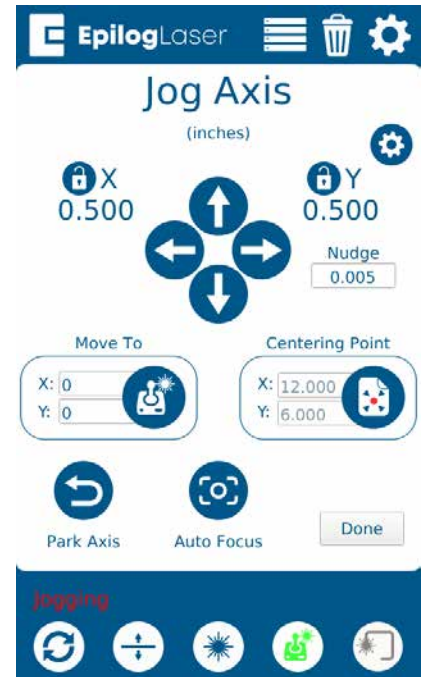 EpilogLaser
Jog Axis
(inches)
X
0.500
Y
0.500
Nudge
0.005
Move To
X: 0
Y: 0
Centering Point
X: 12.000
Y: 6.000
Park Axis
Auto Focus
Done
Jogging